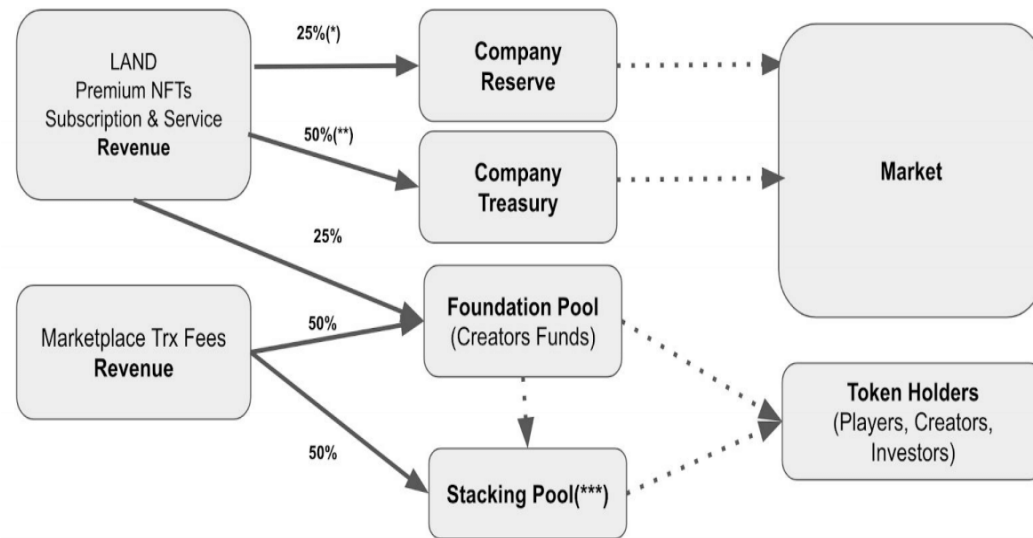 LAND
Premium NFTs
Subscription & Service
Revenue
25%(*)
Company
Reserve
50%(**)
Company
Treasury
Market
25%
Marketplace Trx Fees
Revenue
50%
Foundation Pool
(Creators Funds)
50%
Stacking Pool(***)
Token Holders
(Players, Creators,
Investors)